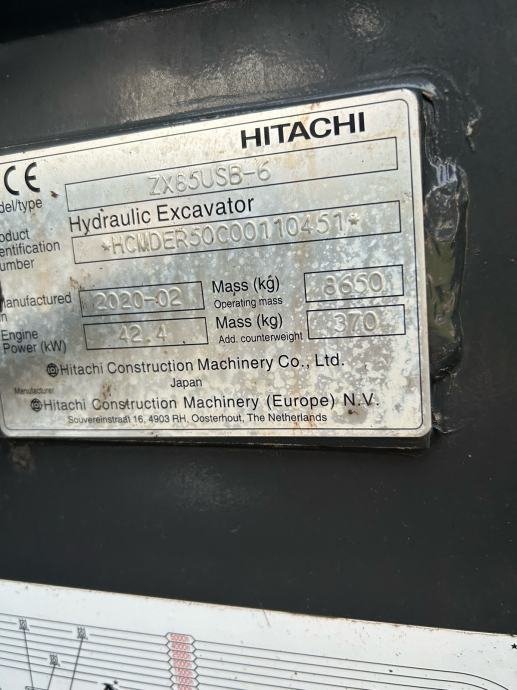 HITACHI
CE
del/type ZX85USB-6
Hydraulic Excavator
oduct
entification
umber
*HCMDER50C00110451*
anufactured
n
2020-02
Mass (kg)
Operating mass
8650
Engine
Power (kW)
42.4
Mass (kg)
Add. counterweight
370
Hitachi Construction Machinery Co., Ltd.
Japan
Manufacturer
Hitachi Construction Machinery (Europe) N.V.
Souvereinstraat 16, 4903 RH, Oosterhout, The Netherlands